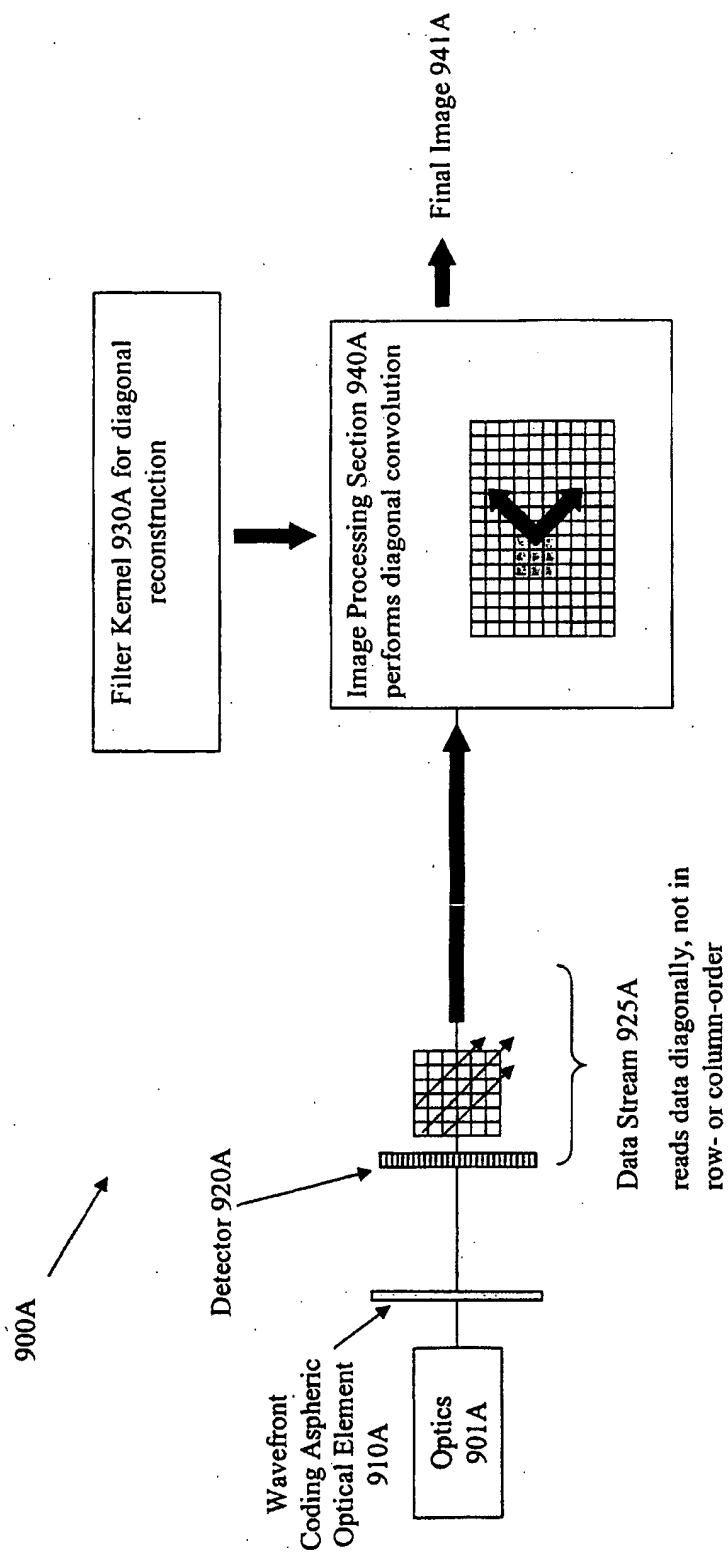 900A
Wavefront
Coding Aspheric
Optical Element
910A
Optics
901A
Detector 920A
Data Stream 925A
reads data diagonally, not in
row- or column-order
Filter Kernel 930A for diagonal
reconstruction
Image Processing Section 940A
performs diagonal convolution
Final Image 941A